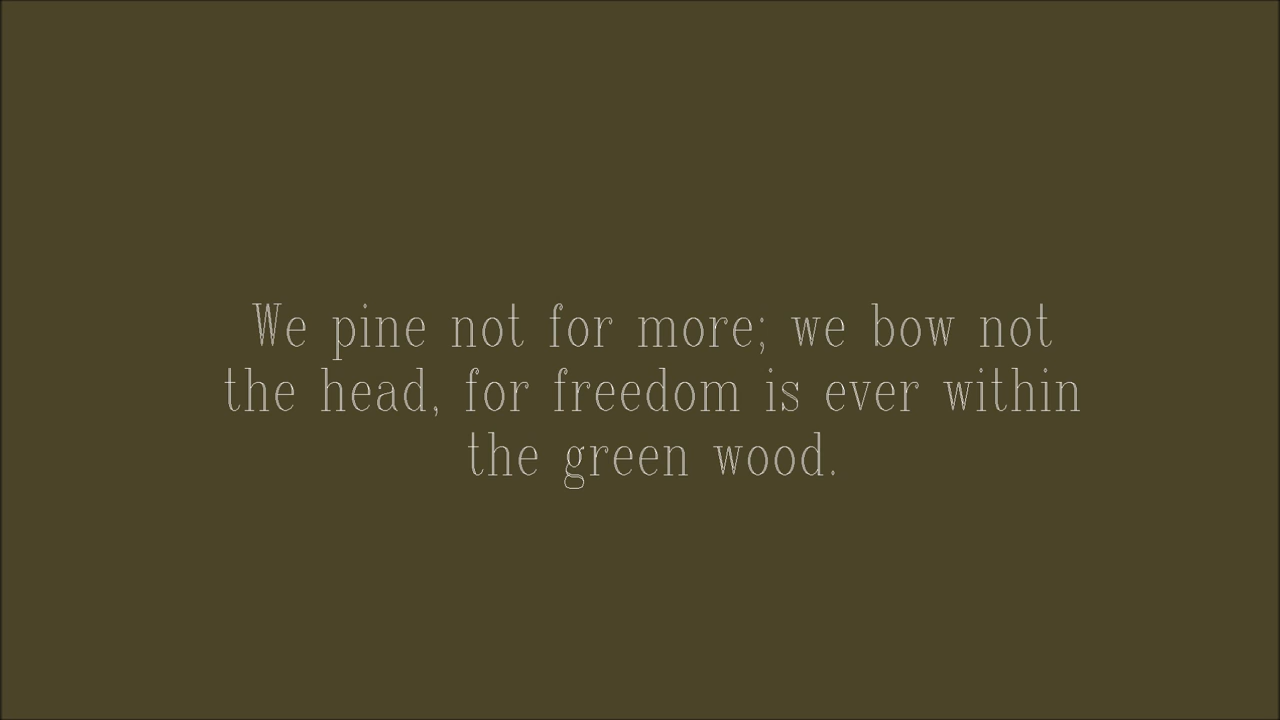 We pine not for more; we bow not
the head, for freedom is ever within
the green wood.